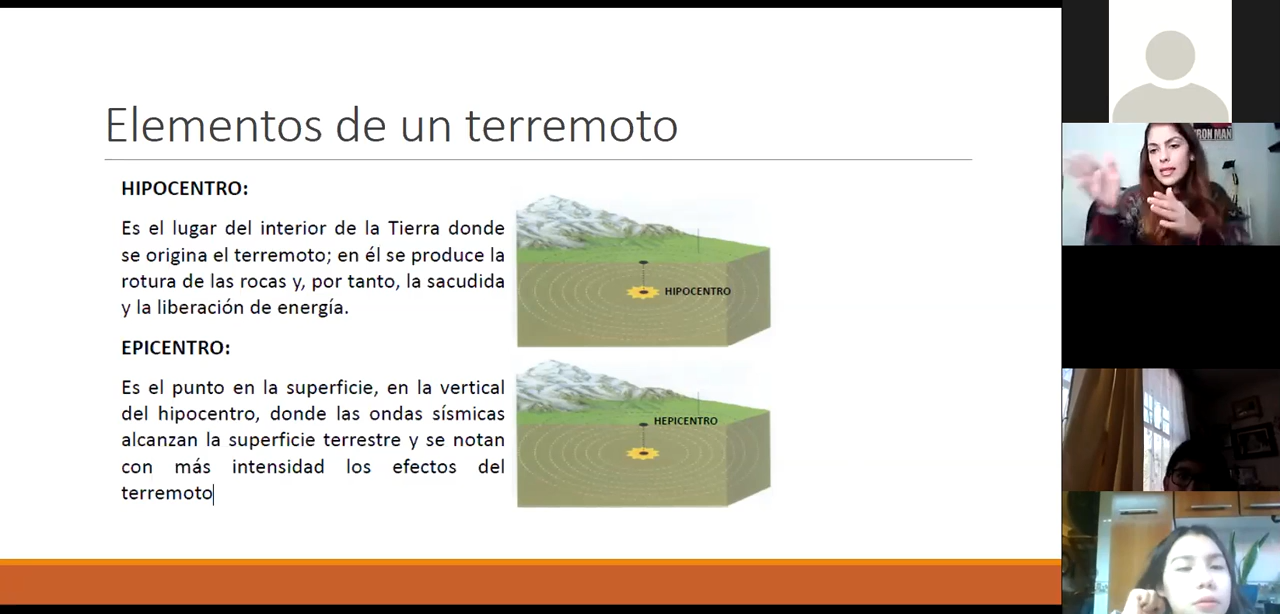 Elementos de un terremoto
HIPOCENTRO:
Es el lugar del interior de la Tierra donde
se origina el terremoto; en él se produce la
rotura de las rocas y, por tanto, la sacudida
y la liberación de energía.
HIPOCENTRO
EPICENTRO:
Es el punto en la superficie, en la vertical
del hipocentro, donde las ondas sísmicas
alcanzan la superficie terrestre y se notan
con más intensidad los efectos del
terremoto
HEPICENTRO
IRON MAN